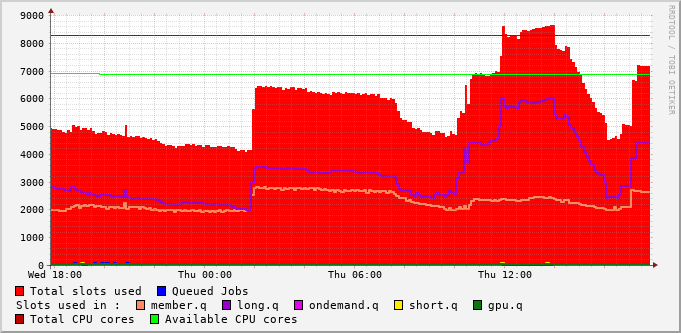 9000
8000
7000
6000
5000
4000
3000
2000
1000
0
Wed 18:00 Thu 00:00 Thu 06:00 Thu 12:00
Total slots used Queued Jobs
Slots used in : member.q long.q ondemand.q short.q gpu.q
Total CPU cores Available CPU cores
RRDTOOL / TOBI OETIKER